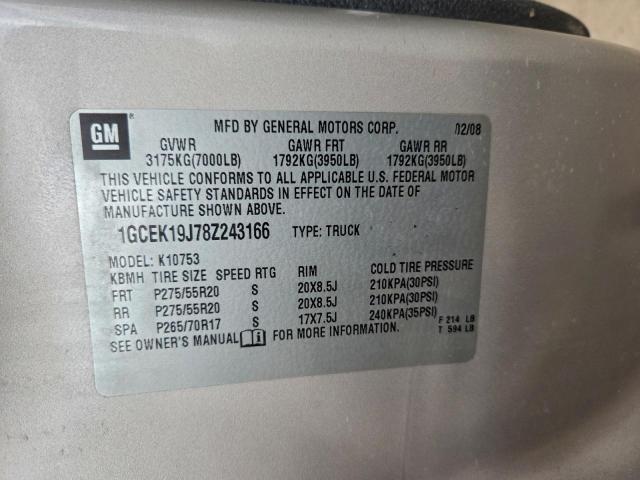 GM
MFD BY GENERAL MOTORS CORP. 02/08
GVWR GAWR FRT GAWR RR
3175KG(7000LB) 1792KG(3950LB) 1792KG(3950LB)
THIS VEHICLE CONFORMS TO ALL APPLICABLE U.S. FEDERAL MOTOR
VEHICLE SAFETY STANDARDS IN EFFECT ON THE DATE OF
MANUFACTURE SHOWN ABOVE.
1GCEK19J78Z243166 TYPE: TRUCK
MODEL: K10753
KBMH TIRE SIZE SPEED RTG RIM COLD TIRE PRESSURE
FRT P275/55R20 S 20X8.5J 210KPA(30PSI)
RR P275/55R20 S 20X8.5J 210KPA(30PSI)
SPA P265/70R17 S 17X7.5J 240KPA(35PSI) F 214 LB
SEE OWNER'S MANUAL FOR MORE INFORMATION. T 594 LB